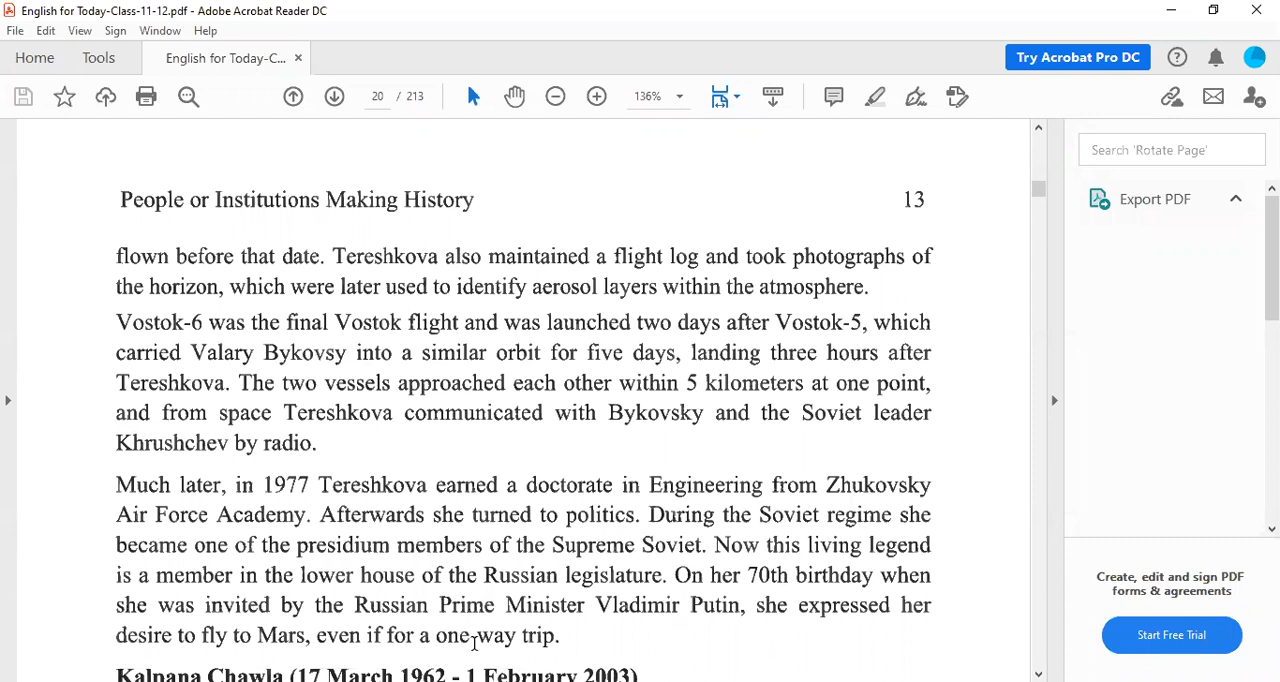 English for Today-Class-11-12.pdf - Adobe Acrobat Reader DC
File Edit View Sign Window Help
Home Tools English for Today-C... × Try Acrobat Pro DC
20 / 213 136%
Search 'Rotate Page'
Export PDF
People or Institutions Making History 13
flown before that date. Tereshkova also maintained a flight log and took photographs of
the horizon, which were later used to identify aerosol layers within the atmosphere.
Vostok-6 was the final Vostok flight and was launched two days after Vostok-5, which
carried Valary Bykovsy into a similar orbit for five days, landing three hours after
Tereshkova. The two vessels approached each other within 5 kilometers at one point,
and from space Tereshkova communicated with Bykovsky and the Soviet leader
Khrushchev by radio.
Much later, in 1977 Tereshkova earned a doctorate in Engineering from Zhukovsky
Air Force Academy. Afterwards she turned to politics. During the Soviet regime she
became one of the presidium members of the Supreme Soviet. Now this living legend
is a member in the lower house of the Russian legislature. On her 70th birthday when
she was invited by the Russian Prime Minister Vladimir Putin, she expressed her
desire to fly to Mars, even if for a one-way trip.
Kalpana Chawla (17 March 1962 - 1 February 2003)
Create, edit and sign PDF
forms & agreements
Start Free Trial